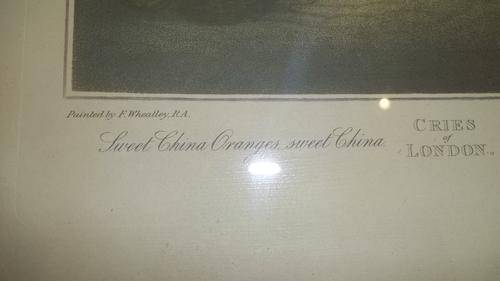 Painted by F. Wheatley. R.A.
Sweet China Oranges, sweet China.
CRIES
of
LONDON.